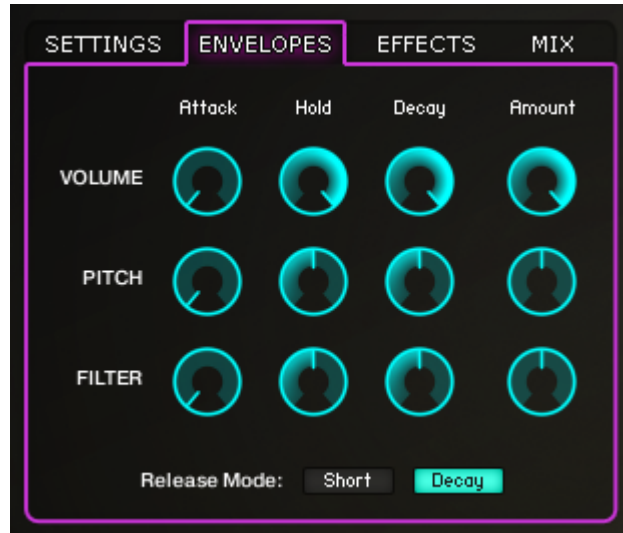 SETTINGS ENVELOPES EFFECTS MIX
Attack Hold Decay Amount
VOLUME
PITCH
FILTER
Release Mode: Short Decay